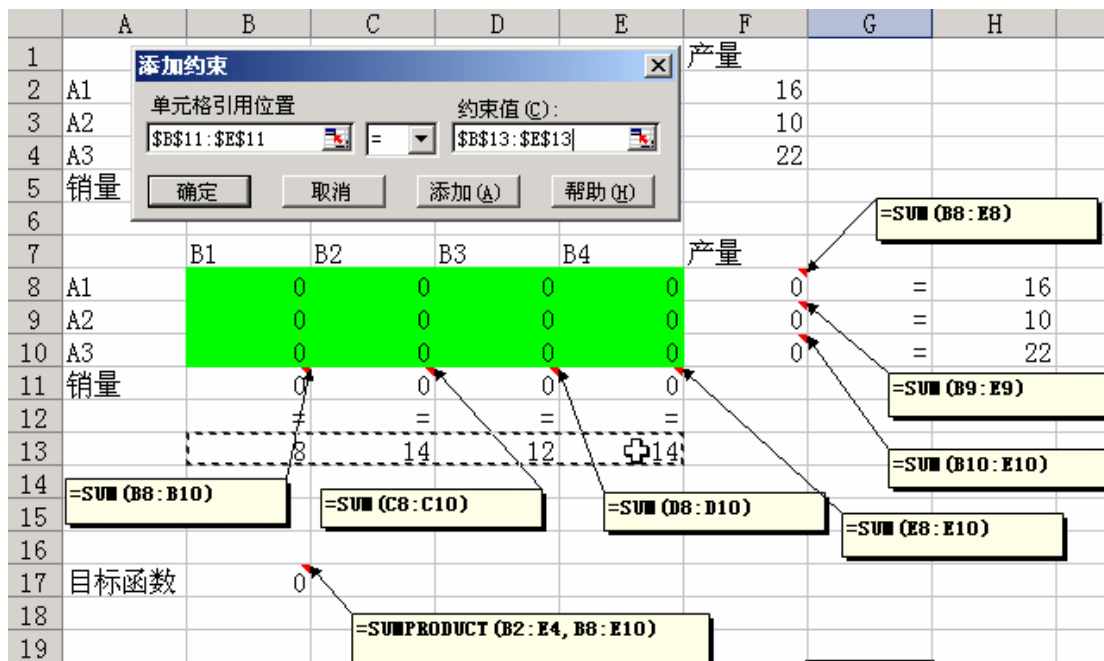 A B C D E F G H
1 产量
添加约束
2 A1 16
单元格引用位置 约束值(C):
3 A2 10
$B$11:$E$11 = $B$13:$E$13
4 A3 22
5 销量
确定 取消 添加(A) 帮助(H)
6
=SUM(B8:E8)
7 B1 B2 B3 B4 产量
8 A1 0 0 0 0 0 = 16
9 A2 0 0 0 0 0 = 10
10 A3 0 0 0 0 0 = 22
11 销量 0 0 0 0
=SUM(B9:E9)
12 = = = =
13 8 14 12 14
=SUM(B10:E10)
14
=SUM(B8:B10)
=SUM(C8:C10)
=SUM(D8:D10)
15
=SUM(E8:E10)
16
17 目标函数 0
18
=SUMPRODUCT(B2:E4,B8:E10)
19